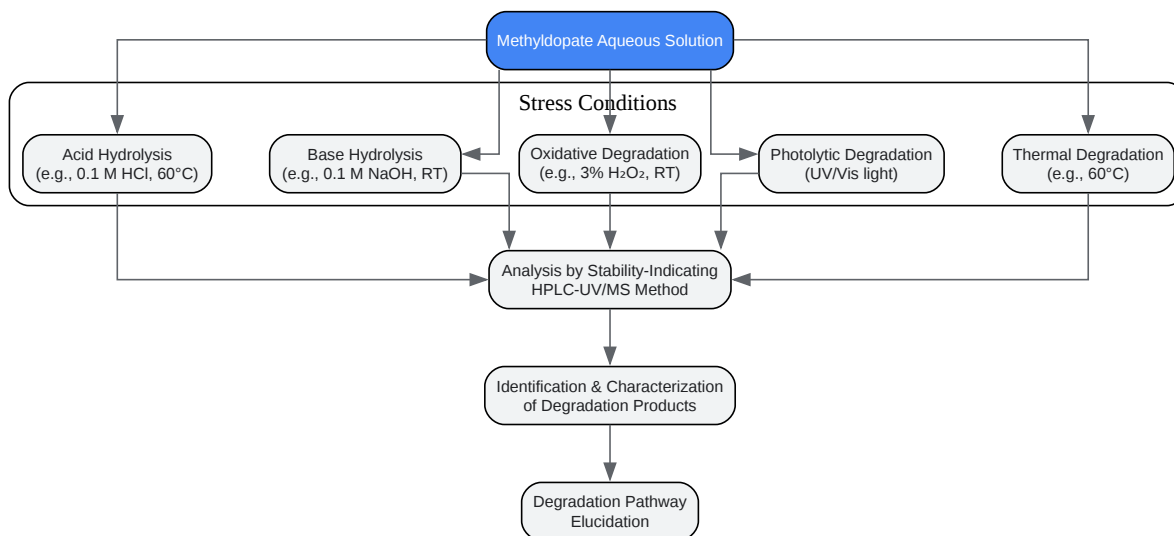 Methyldopate Aqueous Solution
Stress Conditions
Acid Hydrolysis
(e.g., 0.1 M HCl, 60°C)
Base Hydrolysis
(e.g., 0.1 M NaOH, RT)
Oxidative Degradation
(e.g., 3% H₂O₂, RT)
Photolytic Degradation
(UV/Vis light)
Thermal Degradation
(e.g., 60°C)
Analysis by Stability-Indicating
HPLC-UV/MS Method
Identification & Characterization
of Degradation Products
Degradation Pathway
Elucidation